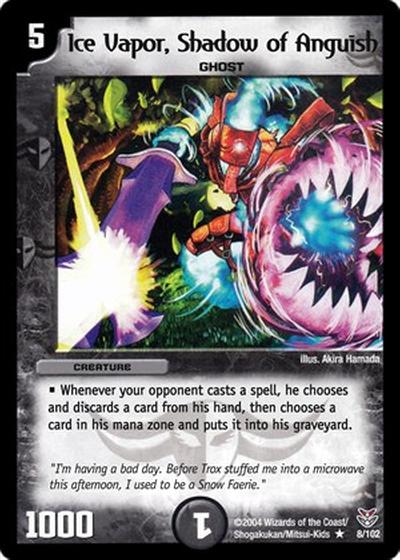 5 Ice Vapor, Shadow of Anguish
GHOST
illus. Akira Hamada
CREATURE
▪ Whenever your opponent casts a spell, he chooses
and discards a card from his hand, then chooses a
card in his mana zone and puts it into his graveyard.
"I'm having a bad day. Before Trox stuffed me into a microwave
this afternoon, I used to be a Snow Faerie."
1000
1
©2004 Wizards of the Coast/
Shogakukan/Mitsui-Kids ★ 8/102